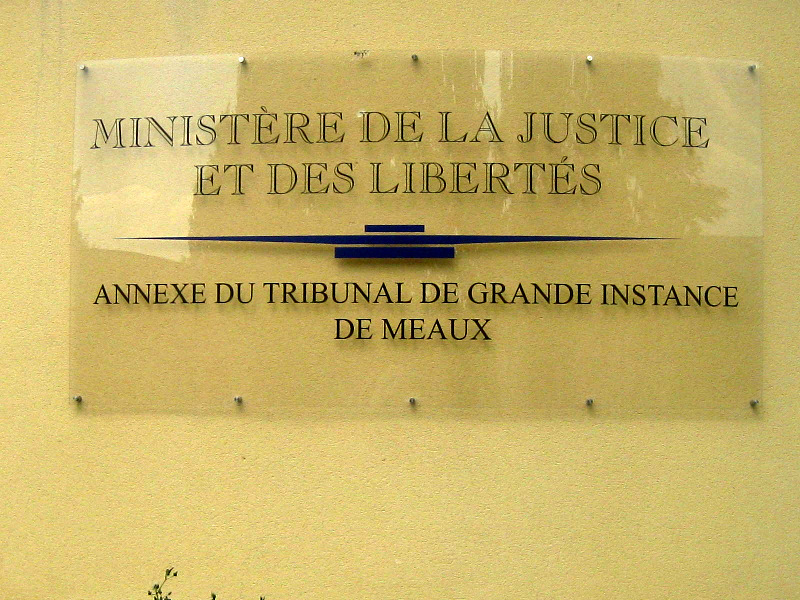 MINISTÈRE DE LA JUSTICE
ET DES LIBERTÉS
ANNEXE DU TRIBUNAL DE GRANDE INSTANCE
DE MEAUX